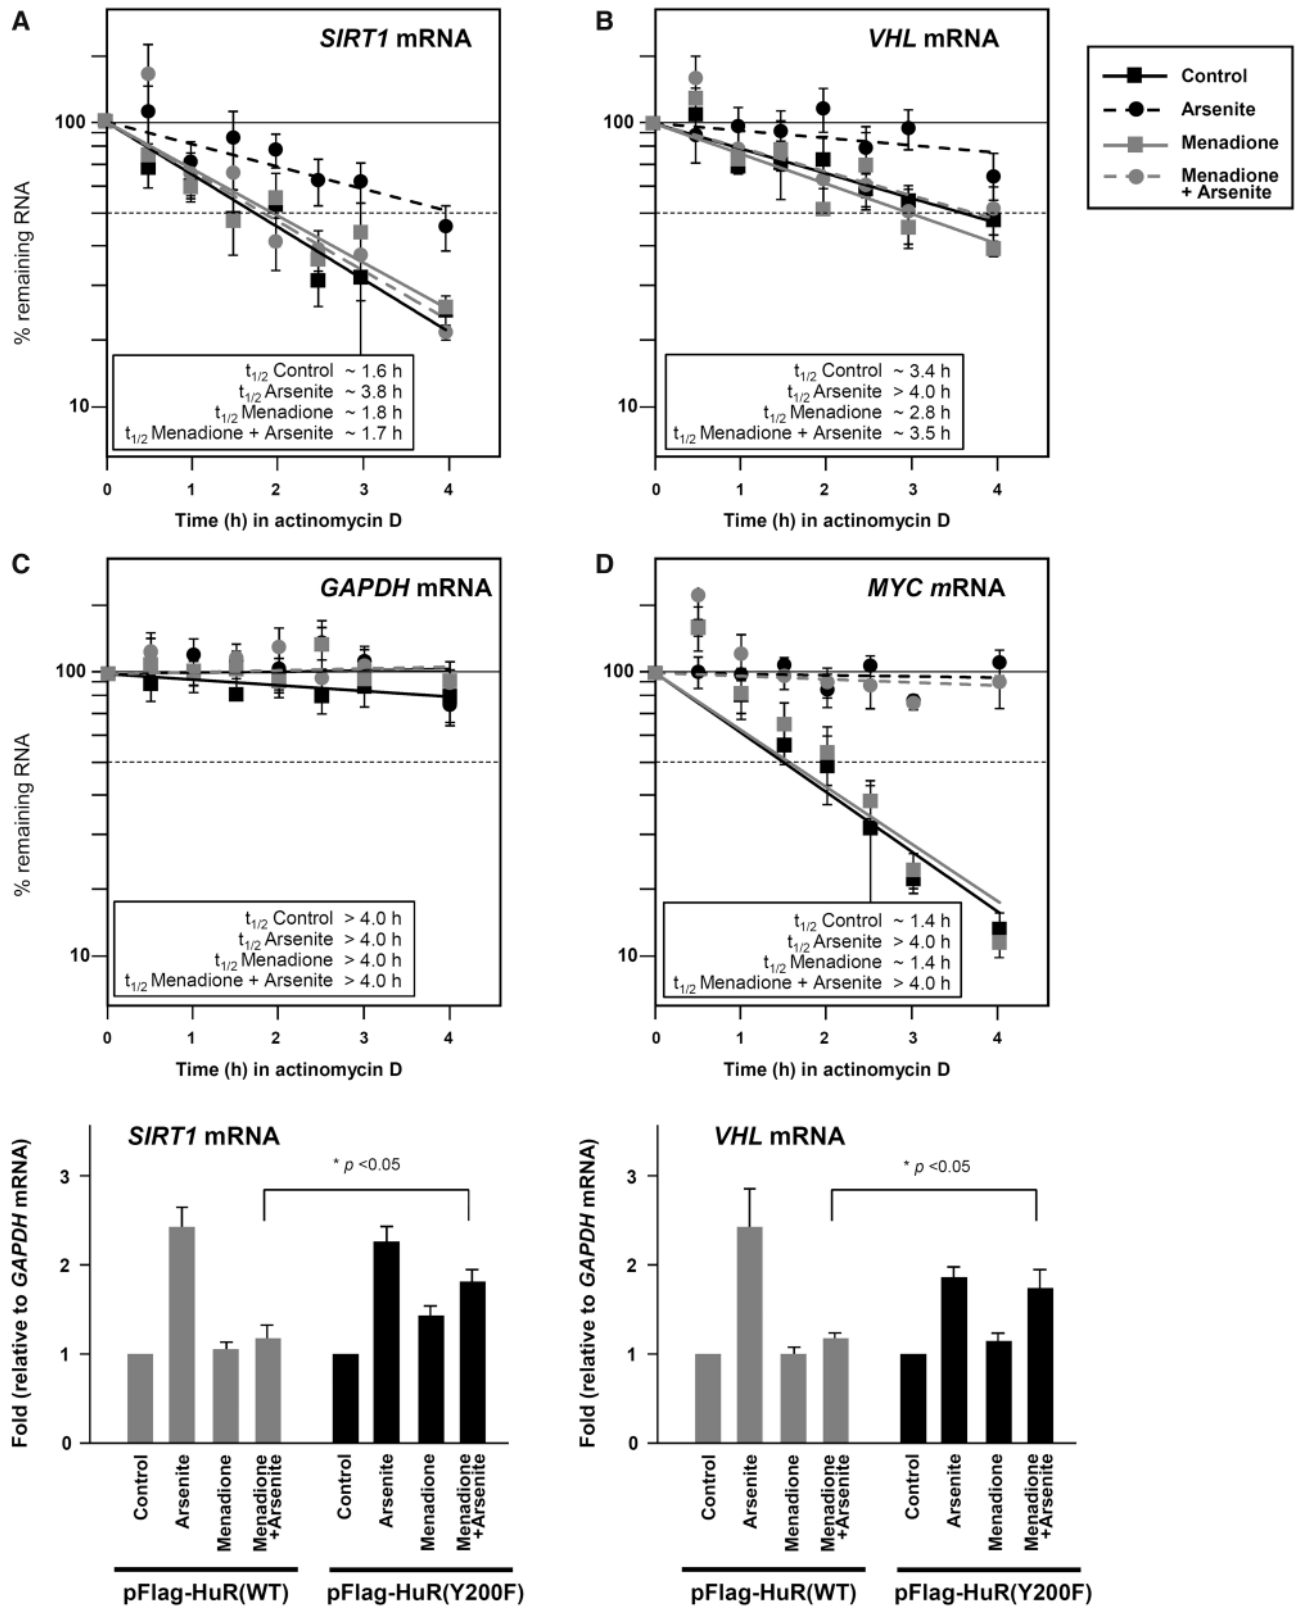 A
SIRT1 mRNA
100
10
% remaining RNA
t1/2 Control ~ 1.6 h
t1/2 Arsenite ~ 3.8 h
t1/2 Menadione ~ 1.8 h
t1/2 Menadione + Arsenite ~ 1.7 h
0 1 2 3 4
Time (h) in actinomycin D
B
VHL mRNA
100
10
t1/2 Control ~ 3.4 h
t1/2 Arsenite > 4.0 h
t1/2 Menadione ~ 2.8 h
t1/2 Menadione + Arsenite ~ 3.5 h
0 1 2 3 4
Time (h) in actinomycin D
Control
Arsenite
Menadione
Menadione
+ Arsenite
C
GAPDH mRNA
100
10
% remaining RNA
t1/2 Control > 4.0 h
t1/2 Arsenite > 4.0 h
t1/2 Menadione > 4.0 h
t1/2 Menadione + Arsenite > 4.0 h
0 1 2 3 4
Time (h) in actinomycin D
D
MYC mRNA
100
10
t1/2 Control ~ 1.4 h
t1/2 Arsenite > 4.0 h
t1/2 Menadione ~ 1.4 h
t1/2 Menadione + Arsenite > 4.0 h
0 1 2 3 4
Time (h) in actinomycin D
SIRT1 mRNA
* p <0.05
Fold (relative to GAPDH mRNA)
3
2
1
0
Control
Arsenite
Menadione
Menadione
+Arsenite
Control
Arsenite
Menadione
Menadione
+Arsenite
pFlag-HuR(WT)
pFlag-HuR(Y200F)
VHL mRNA
* p <0.05
Fold (relative to GAPDH mRNA)
3
2
1
0
Control
Arsenite
Menadione
Menadione
+Arsenite
Control
Arsenite
Menadione
Menadione
+Arsenite
pFlag-HuR(WT)
pFlag-HuR(Y200F)